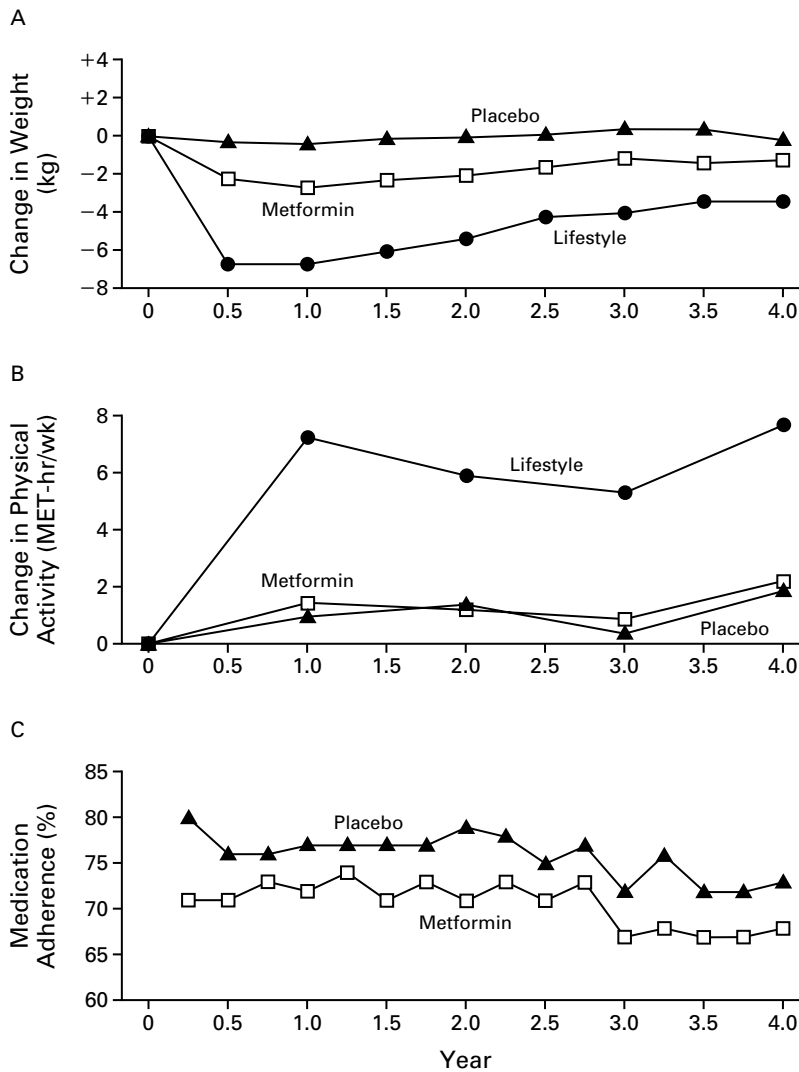 A
Change in Weight
(kg)
+4
+2
0
−2
−4
−6
−8
Placebo
Metformin
Lifestyle
0 0.5 1.0 1.5 2.0 2.5 3.0 3.5 4.0
B
Change in Physical
Activity (MET-hr/wk)
8
6
4
2
0
Lifestyle
Metformin
Placebo
0 0.5 1.0 1.5 2.0 2.5 3.0 3.5 4.0
C
Medication
Adherence (%)
85
80
75
70
65
60
Placebo
Metformin
0 0.5 1.0 1.5 2.0 2.5 3.0 3.5 4.0
Year